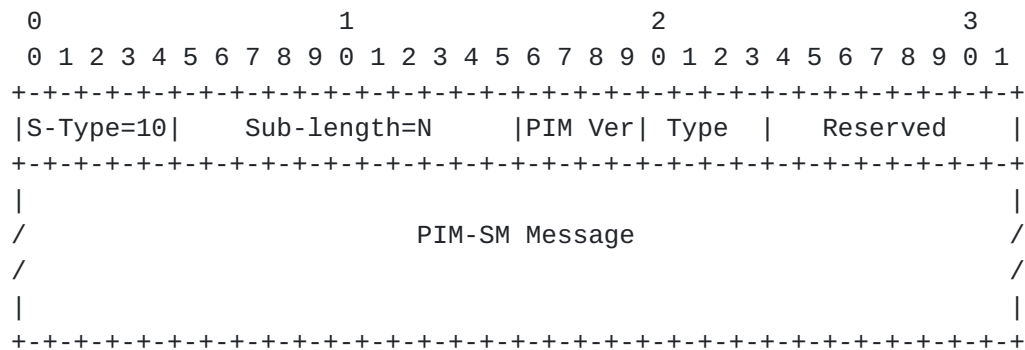 0                   1                   2                   3
 0 1 2 3 4 5 6 7 8 9 0 1 2 3 4 5 6 7 8 9 0 1 2 3 4 5 6 7 8 9 0 1
+-+-+-+-+-+-+-+-+-+-+-+-+-+-+-+-+-+-+-+-+-+-+-+-+-+-+-+-+-+-+-+-+
|S-Type=10|    Sub-length=N     |PIM Ver| Type  |   Reserved    |
+-+-+-+-+-+-+-+-+-+-+-+-+-+-+-+-+-+-+-+-+-+-+-+-+-+-+-+-+-+-+-+-+
|                                                               |
/                         PIM-SM Message                        /
/                                                               /
|                                                               |
+-+-+-+-+-+-+-+-+-+-+-+-+-+-+-+-+-+-+-+-+-+-+-+-+-+-+-+-+-+-+-+-+